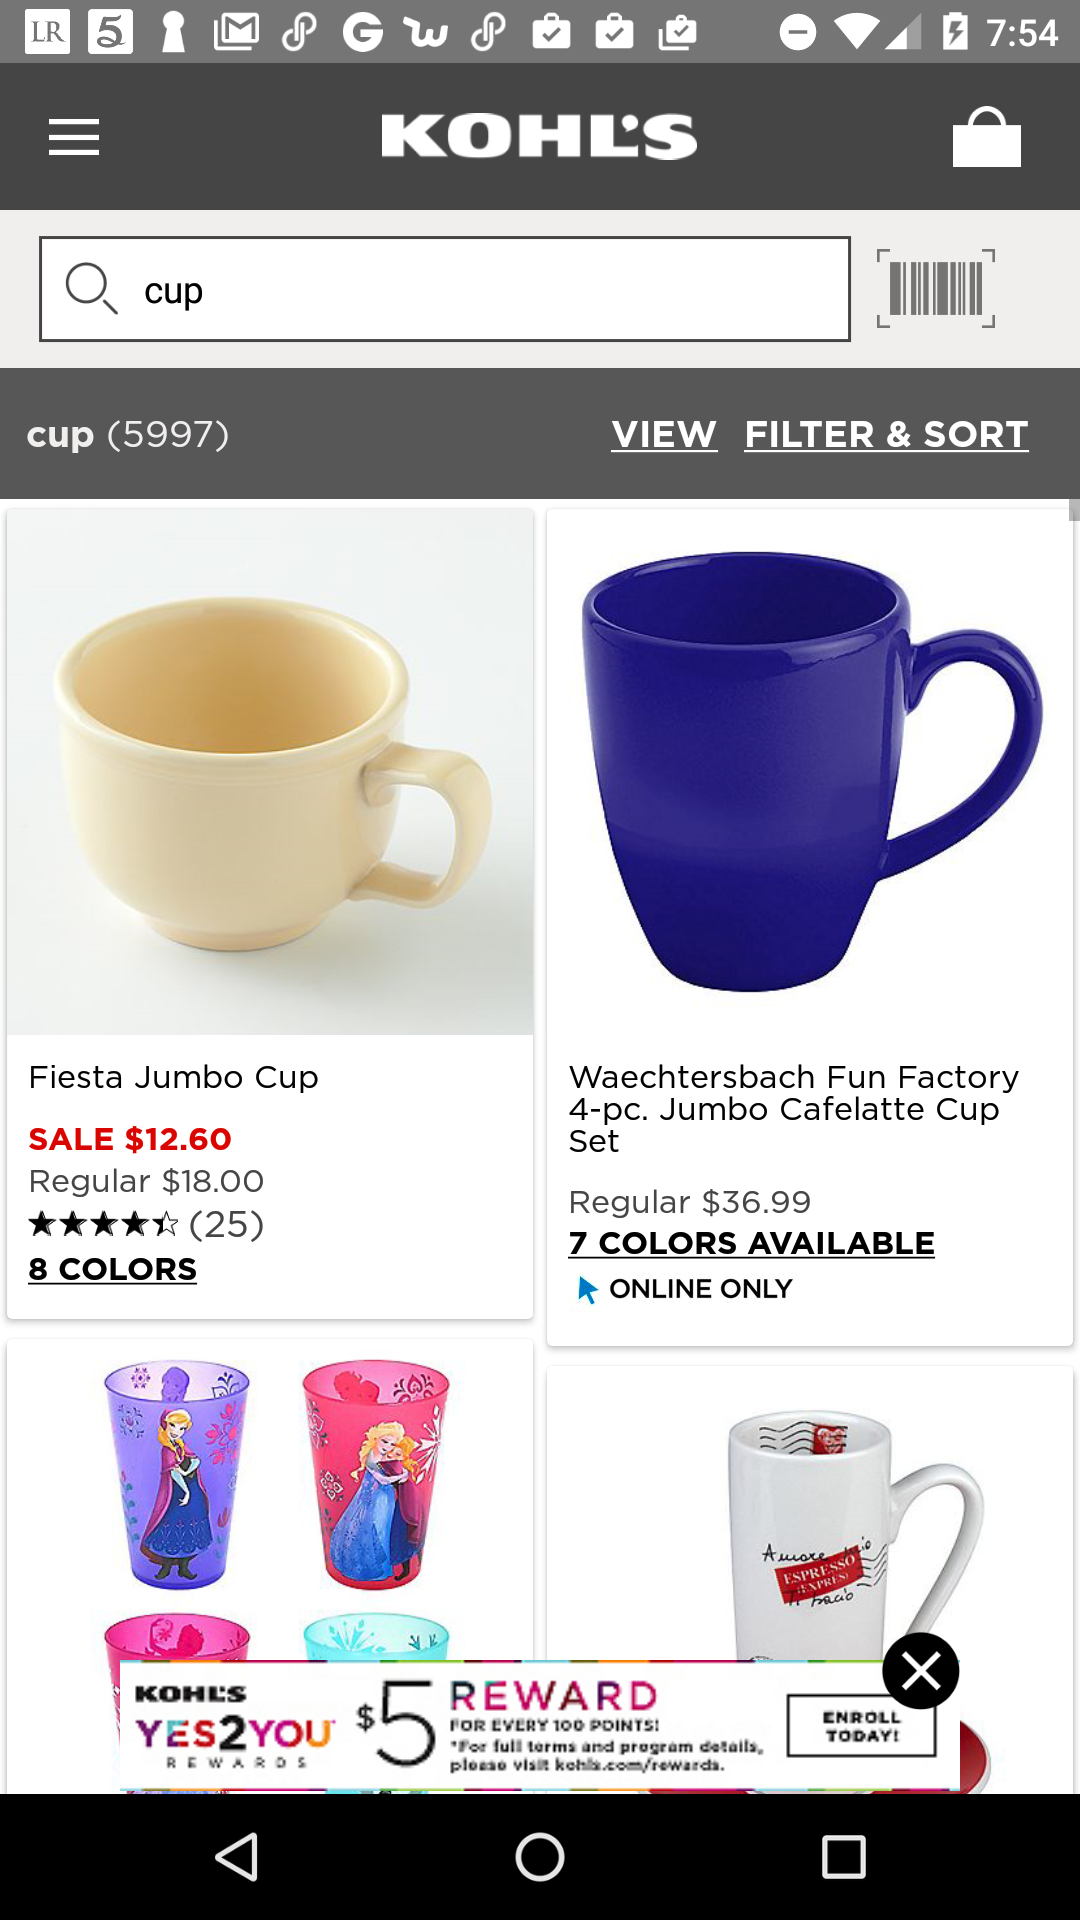 LR 5 G 7:54
KOHL'S
cup
cup (5997) VIEW FILTER & SORT
Fiesta Jumbo Cup
SALE $12.60
Regular $18.00
(25)
8 COLORS
Waechtersbach Fun Factory
4-pc. Jumbo Cafelatte Cup
Set
Regular $36.99
7 COLORS AVAILABLE
ONLINE ONLY
Amore
ESPRESSO
Ti bacio
KOHL'S
YES2YOU
REWARDS
$5 REWARD
FOR EVERY 100 POINTS!
*For full terms and program details,
please visit kohls.com/rewards.
ENROLL
TODAY!